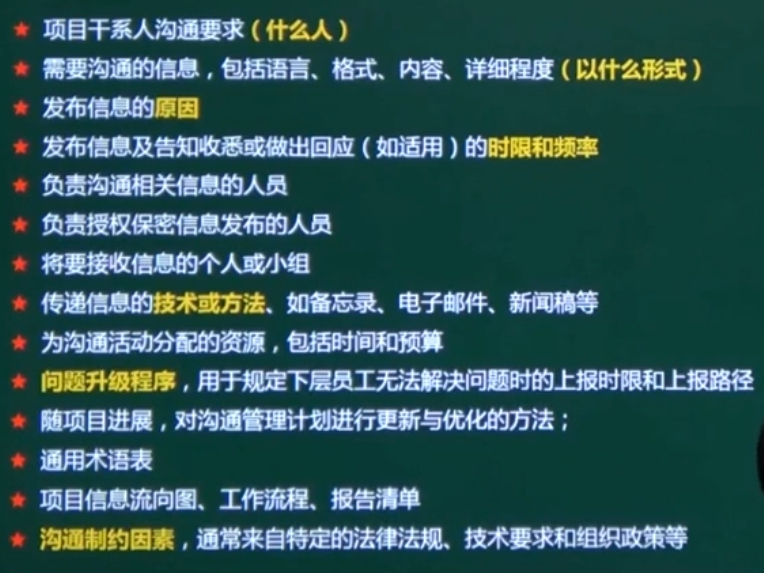 ★ 项目干系人沟通要求（什么人）
★ 需要沟通的信息，包括语言、格式、内容、详细程度（以什么形式）
★ 发布信息的原因
★ 发布信息及告知收悉或做出回应（如适用）的时限和频率
★ 负责沟通相关信息的人员
★ 负责授权保密信息发布的人员
★ 将要接收信息的个人或小组
★ 传递信息的技术或方法、如备忘录、电子邮件、新闻稿等
★ 为沟通活动分配的资源，包括时间和预算
★ 问题升级程序，用于规定下层员工无法解决问题时的上报时限和上报路径
★ 随项目进展，对沟通管理计划进行更新与优化的方法；
★ 通用术语表
★ 项目信息流向图、工作流程、报告清单
★ 沟通制约因素，通常来自特定的法律法规、技术要求和组织政策等